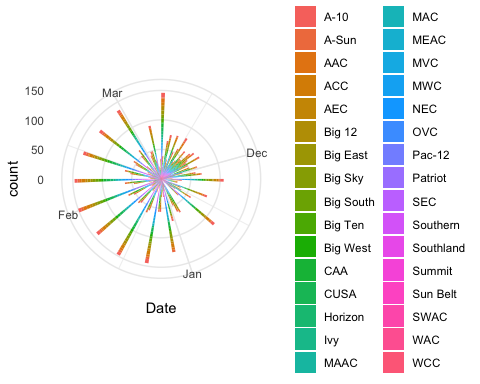 Mar
150
100
50
0
Dec
Feb
Jan
count
Date
A-10
A-Sun
AAC
ACC
AEC
Big 12
Big East
Big Sky
Big South
Big Ten
Big West
CAA
CUSA
Horizon
Ivy
MAAC
MAC
MEAC
MVC
MWC
NEC
OVC
Pac-12
Patriot
SEC
Southern
Southland
Summit
Sun Belt
SWAC
WAC
WCC